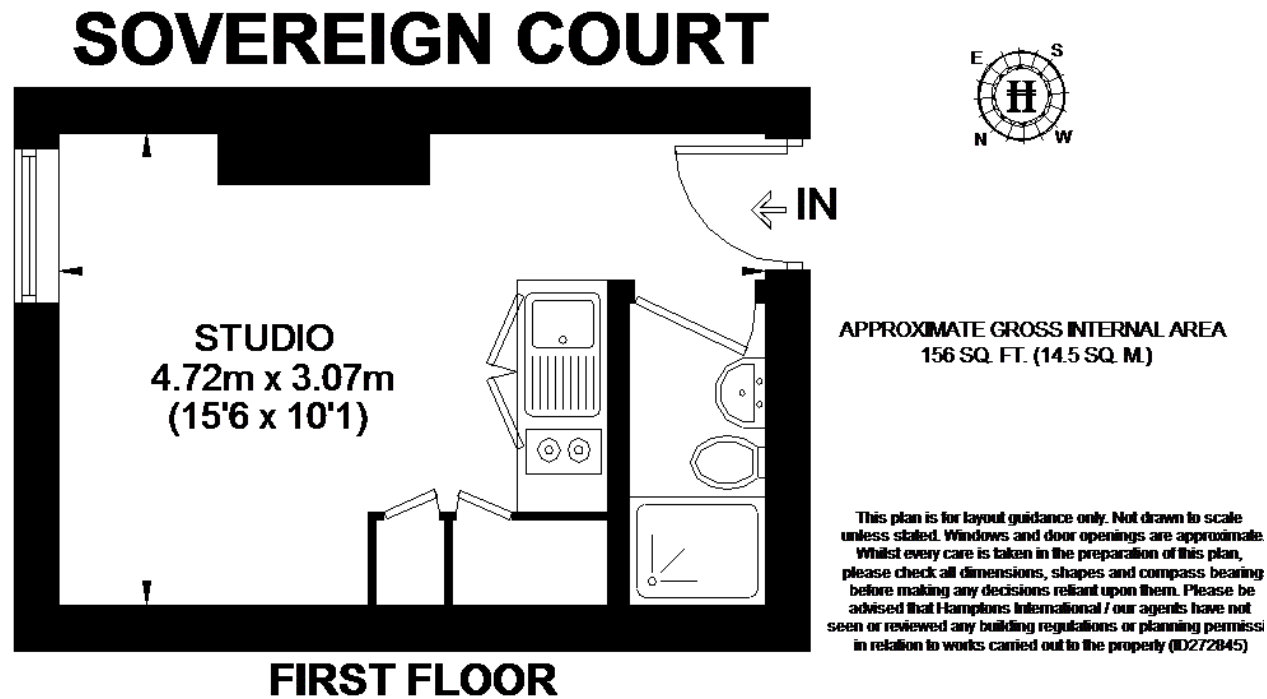 SOVEREIGN COURT
E
S
H
N
W
IN
STUDIO
4.72m x 3.07m
(15'6 x 10'1)
APPROXIMATE GROSS INTERNAL AREA
156 SQ. FT. (14.5 SQ. M.)
This plan is for layout guidance only. Not drawn to scale
unless stated. Windows and door openings are approximate.
Whilst every care is taken in the preparation of this plan,
please check all dimensions, shapes and compass bearing
before making any decisions reliant upon them. Please be
advised that Hamptons International / our agents have not
seen or reviewed any building regulations or planning permissi
in relation to works carried out to the property (ID272845)
FIRST FLOOR